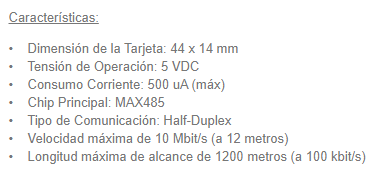 Características:
• Dimensión de la Tarjeta: 44 x 14 mm
• Tensión de Operación: 5 VDC
• Consumo Corriente: 500 uA (máx)
• Chip Principal: MAX485
• Tipo de Comunicación: Half-Duplex
• Velocidad máxima de 10 Mbit/s (a 12 metros)
• Longitud máxima de alcance de 1200 metros (a 100 kbit/s)